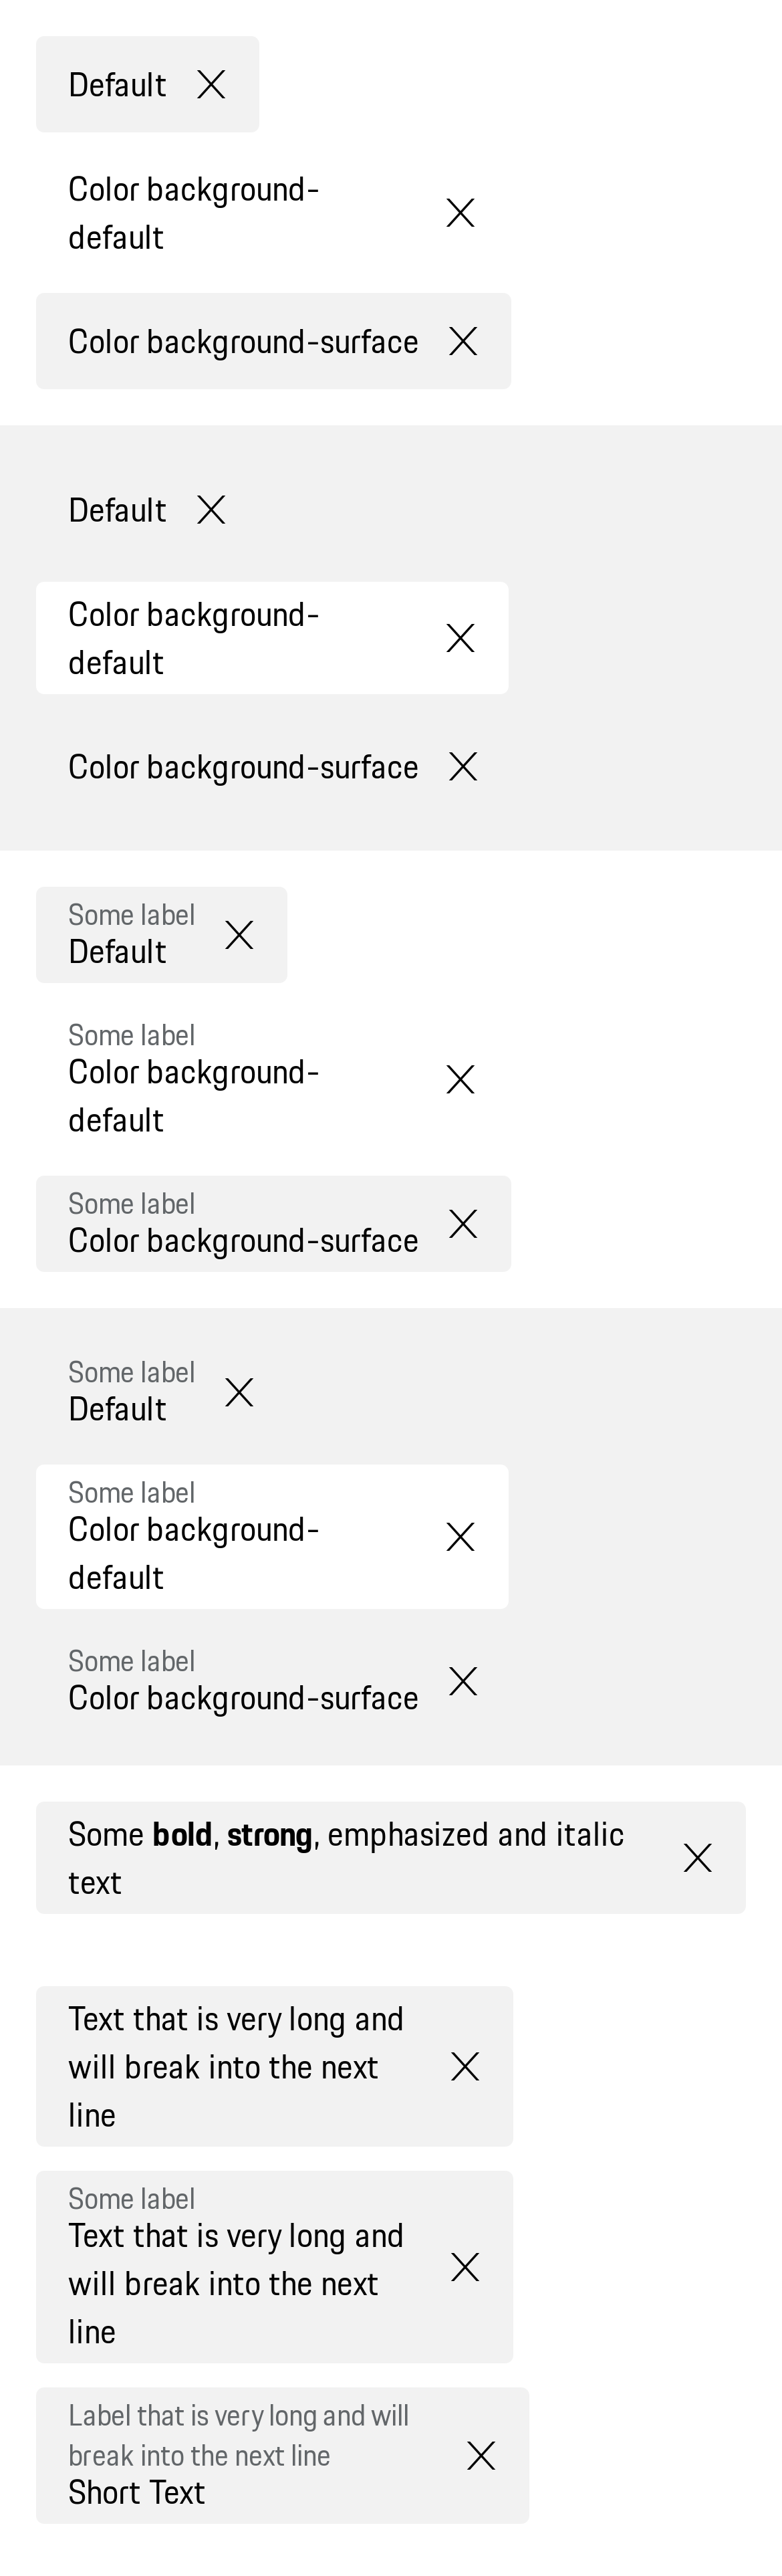 Default
Color background-
default
Color background-surface
Default
Color background-
default
Color background-surface
Some label
Default
Some label
Color background-
default
Some label
Color background-surface
Some label
Default
Some label
Color background-
default
Some label
Color background-surface
Some bold, strong, emphasized and italic
text
Text that is very long and
will break into the next
line
Some label
Text that is very long and
will break into the next
line
Label that is very long and will
break into the next line
Short Text